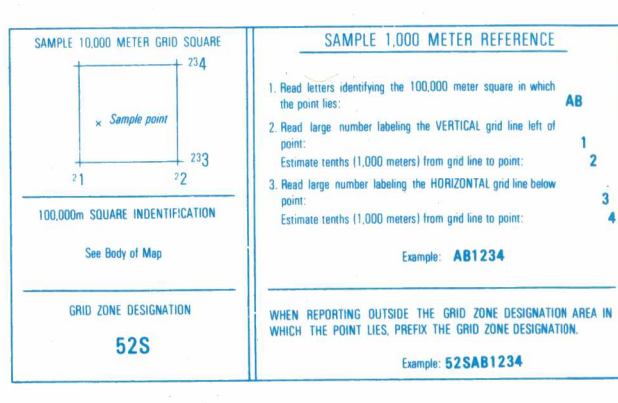 SAMPLE 10,000 METER GRID SQUARE
²³4
× Sample point
²³3
²1 ²2
100,000m SQUARE INDENTIFICATION
See Body of Map
GRID ZONE DESIGNATION
52S
SAMPLE 1,000 METER REFERENCE
1. Read letters identifying the 100,000 meter square in which
the point lies: AB
2. Read large number labeling the VERTICAL grid line left of
point: 1
Estimate tenths (1,000 meters) from grid line to point: 2
3. Read large number labeling the HORIZONTAL grid line below
point: 3
Estimate tenths (1,000 meters) from grid line to point: 4
Example: AB1234
WHEN REPORTING OUTSIDE THE GRID ZONE DESIGNATION AREA IN
WHICH THE POINT LIES, PREFIX THE GRID ZONE DESIGNATION.
Example: 52SAB1234